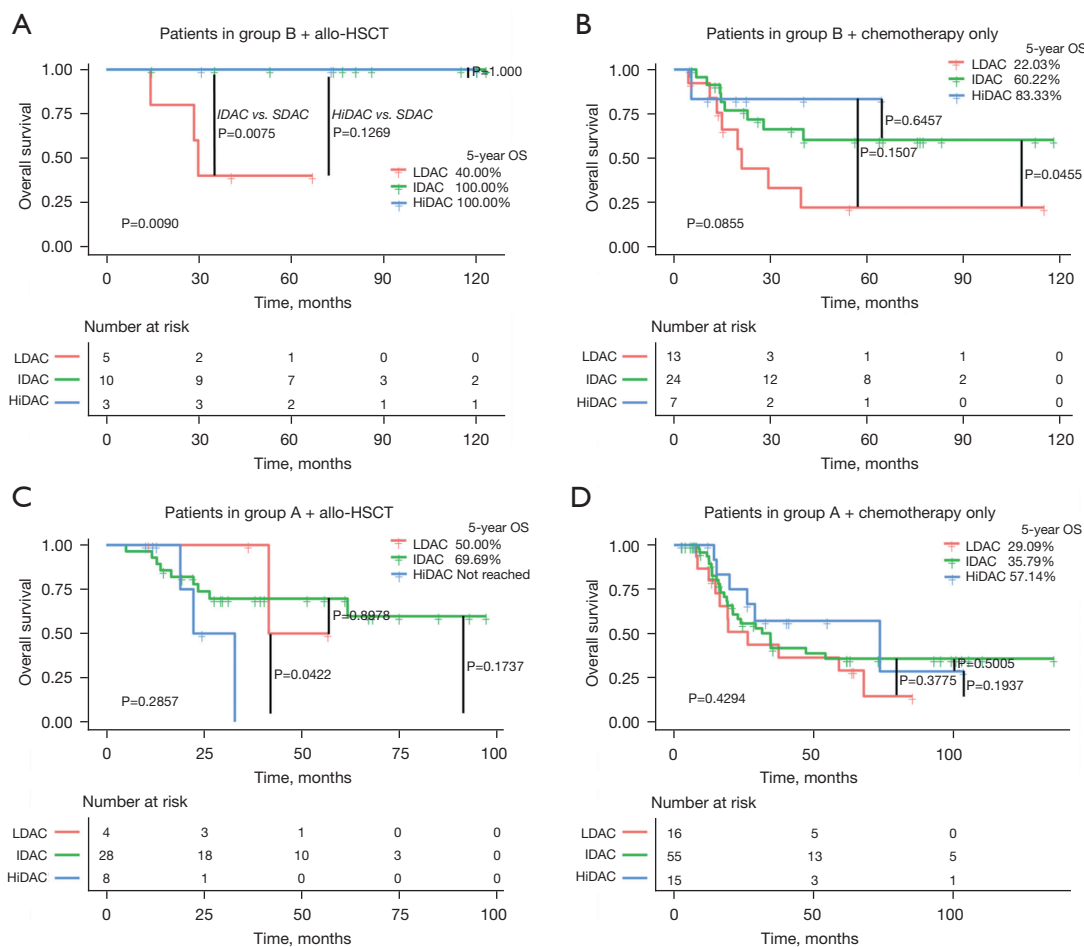 A
Patients in group B + allo-HSCT
Overall survival
1.00
0.75
0.50
0.25
0.00
P=1.000
IDAC vs. SDAC
P=0.0075
HiDAC vs. SDAC
P=0.1269
5-year OS
LDAC 40.00%
IDAC 100.00%
HiDAC 100.00%
P=0.0090
0 30 60 90 120
Time, months
Number at risk
LDAC 5 2 1 0 0
IDAC 10 9 7 3 2
HiDAC 3 3 2 1 1
0 30 60 90 120
Time, months
B
Patients in group B + chemotherapy only
5-year OS
LDAC 22.03%
IDAC 60.22%
HiDAC 83.33%
Overall survival
1.00
0.75
0.50
0.25
0.00
P=0.6457
P=0.1507
P=0.0455
P=0.0855
0 30 60 90 120
Time, months
Number at risk
LDAC 13 3 1 1 0
IDAC 24 12 8 2 0
HiDAC 7 2 1 0 0
0 30 60 90 120
Time, months
C
Patients in group A + allo-HSCT
5-year OS
LDAC 50.00%
IDAC 69.69%
HiDAC Not reached
Overall survival
1.00
0.75
0.50
0.25
0.00
P=0.8978
P=0.0422
P=0.1737
P=0.2857
0 25 50 75 100
Time, months
Number at risk
LDAC 4 3 1 0 0
IDAC 28 18 10 3 0
HiDAC 8 1 0 0 0
0 25 50 75 100
Time, months
D
Patients in group A + chemotherapy only
5-year OS
LDAC 29.09%
IDAC 35.79%
HiDAC 57.14%
Overall survival
1.00
0.75
0.50
0.25
0.00
P=0.5005
P=0.3775
P=0.1937
P=0.4294
0 50 100
Time, months
Number at risk
LDAC 16 5 0
IDAC 55 13 5
HiDAC 15 3 1
0 50 100
Time, months